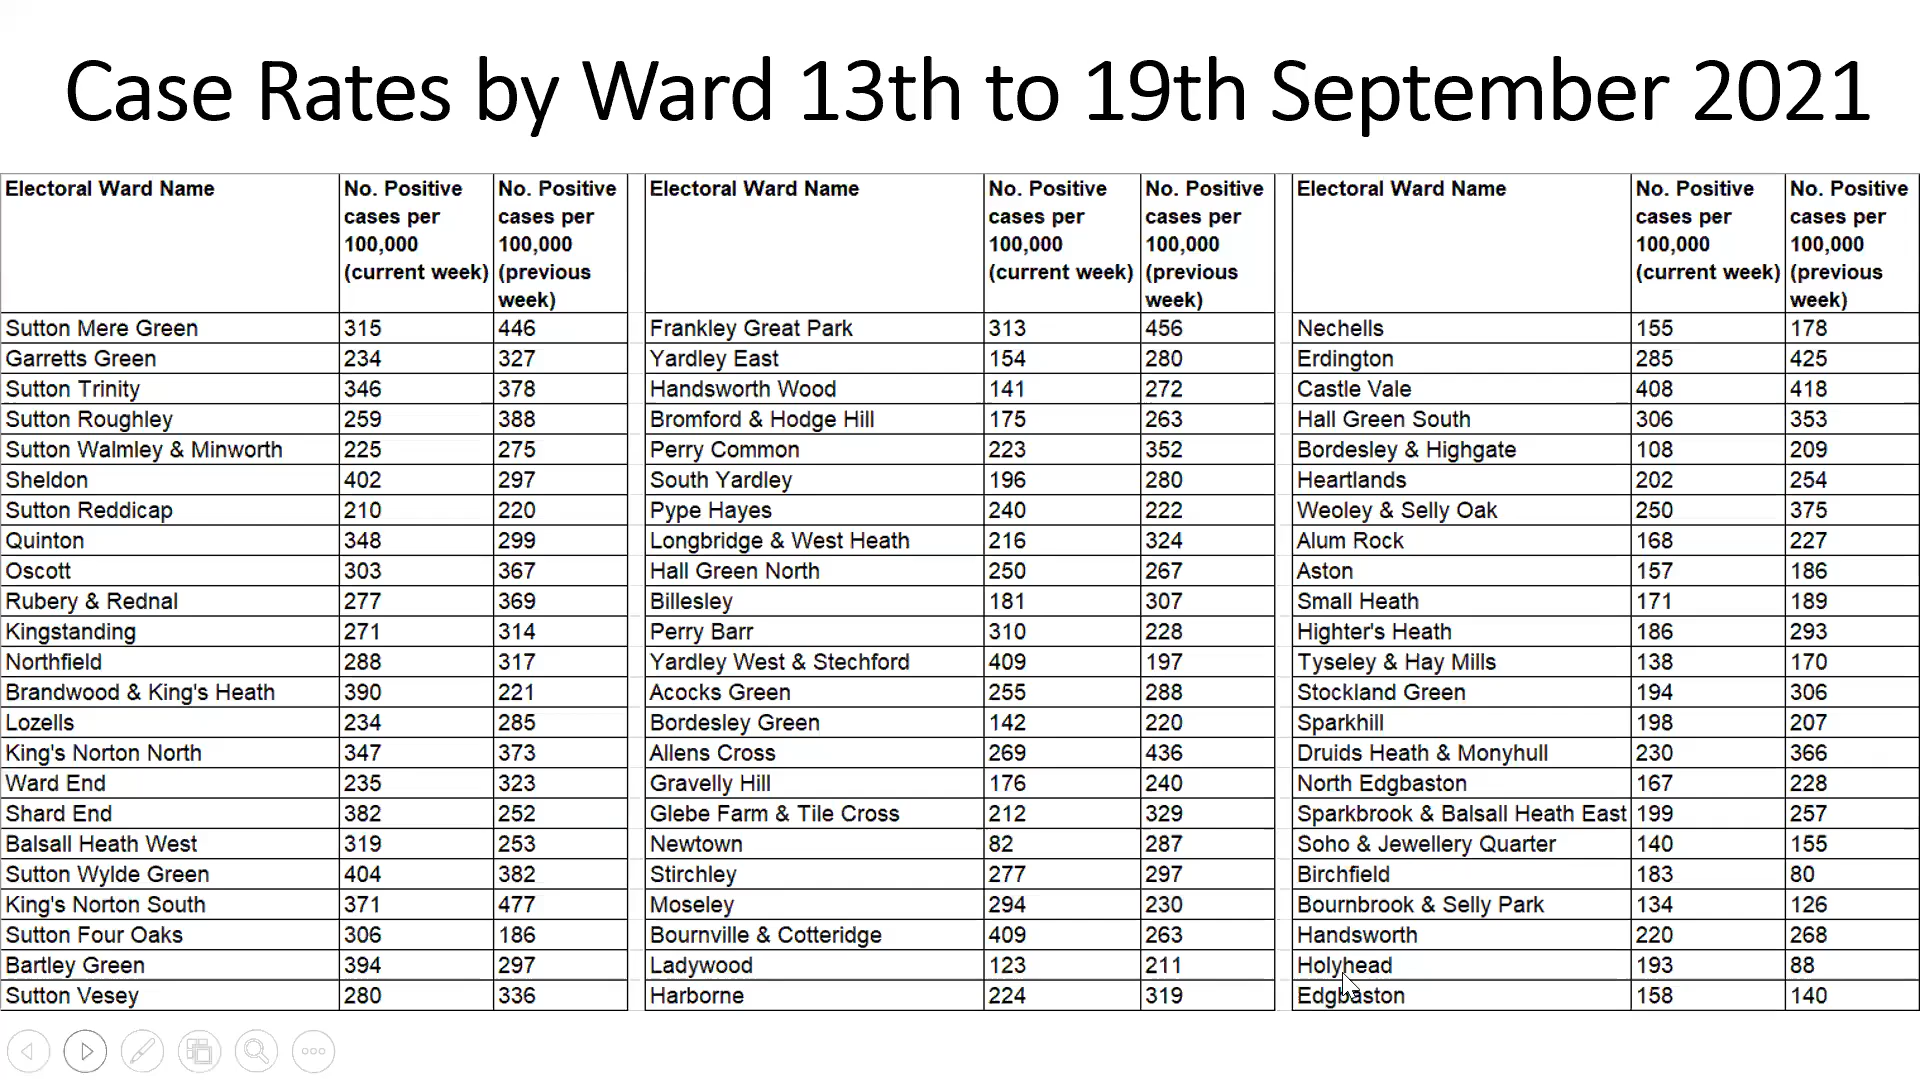 Case Rates by Ward 13th to 19th September 2021
Electoral Ward Name No. Positive cases per 100,000 (current week) No. Positive cases per 100,000 (previous week) Electoral Ward Name No. Positive cases per 100,000 (current week) No. Positive cases per 100,000 (previous week) Electoral Ward Name No. Positive cases per 100,000 (current week) No. Positive cases per 100,000 (previous week)
Sutton Mere Green 315 446 Frankley Great Park 313 456 Nechells 155 178
Garretts Green 234 327 Yardley East 154 280 Erdington 285 425
Sutton Trinity 346 378 Handsworth Wood 141 272 Castle Vale 408 418
Sutton Roughley 259 388 Bromford & Hodge Hill 175 263 Hall Green South 306 353
Sutton Walmley & Minworth 225 275 Perry Common 223 352 Bordesley & Highgate 108 209
Sheldon 402 297 South Yardley 196 280 Heartlands 202 254
Sutton Reddicap 210 220 Pype Hayes 240 222 Weoley & Selly Oak 250 375
Quinton 348 299 Longbridge & West Heath 216 324 Alum Rock 168 227
Oscott 303 367 Hall Green North 250 267 Aston 157 186
Rubery & Rednal 277 369 Billesley 181 307 Small Heath 171 189
Kingstanding 271 314 Perry Barr 310 228 Highter's Heath 186 293
Northfield 288 317 Yardley West & Stechford 409 197 Tyseley & Hay Mills 138 170
Brandwood & King's Heath 390 221 Acocks Green 255 288 Stockland Green 194 306
Lozells 234 285 Bordesley Green 142 220 Sparkhill 198 207
King's Norton North 347 373 Allens Cross 269 436 Druids Heath & Monyhull 230 366
Ward End 235 323 Gravelly Hill 176 240 North Edgbaston 167 228
Shard End 382 252 Glebe Farm & Tile Cross 212 329 Sparkbrook & Balsall Heath East 199 257
Balsall Heath West 319 253 Newtown 82 287 Soho & Jewellery Quarter 140 155
Sutton Wylde Green 404 382 Stirchley 277 297 Birchfield 183 80
King's Norton South 371 477 Moseley 294 230 Bournbrook & Selly Park 134 126
Sutton Four Oaks 306 186 Bournville & Cotteridge 409 263 Handsworth 220 268
Bartley Green 394 297 Ladywood 123 211 Holyhead 193 88
Sutton Vesey 280 336 Harborne 224 319 Edgbaston 158 140